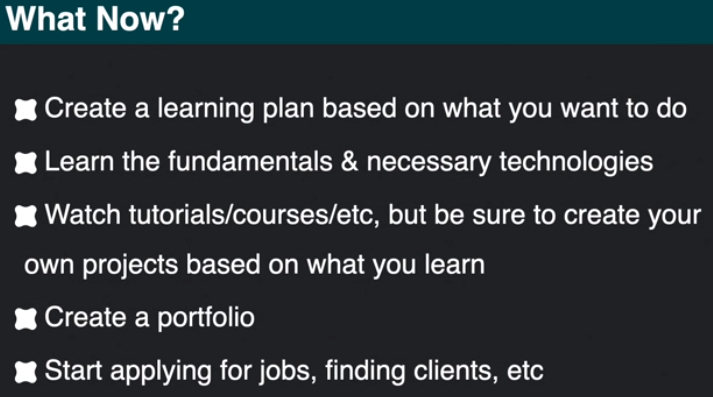 What Now?
Create a learning plan based on what you want to do
Learn the fundamentals & necessary technologies
Watch tutorials/courses/etc, but be sure to create your
own projects based on what you learn
Create a portfolio
Start applying for jobs, finding clients, etc